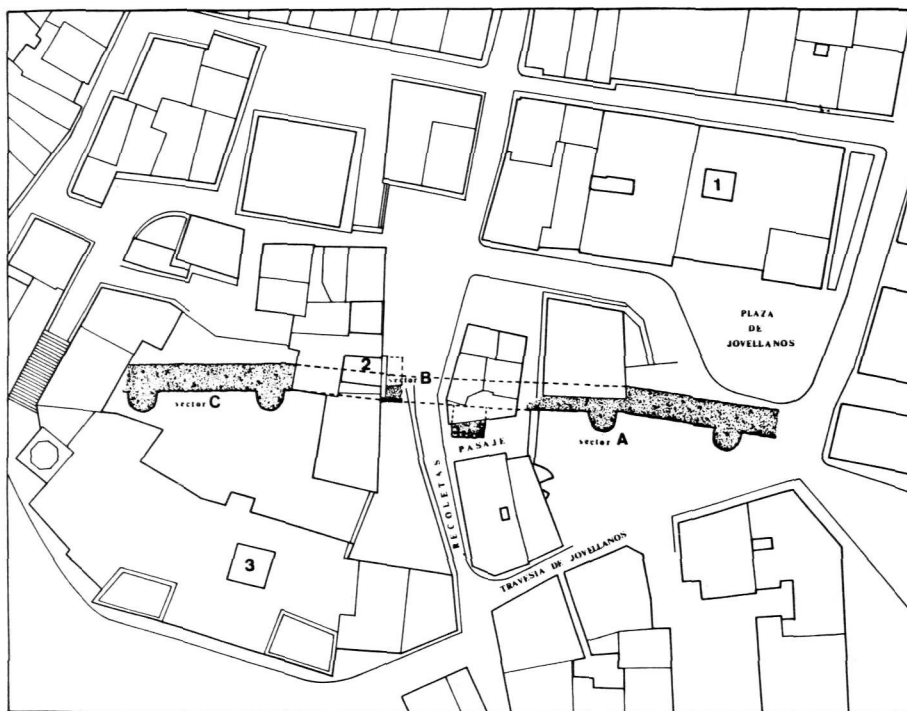 1
PLAZA
DE
JOVELLANOS
2
sector B
sector C
sector A
PASAJE
RECOLETAS
TRAVESIA DE JOVELLANOS
3